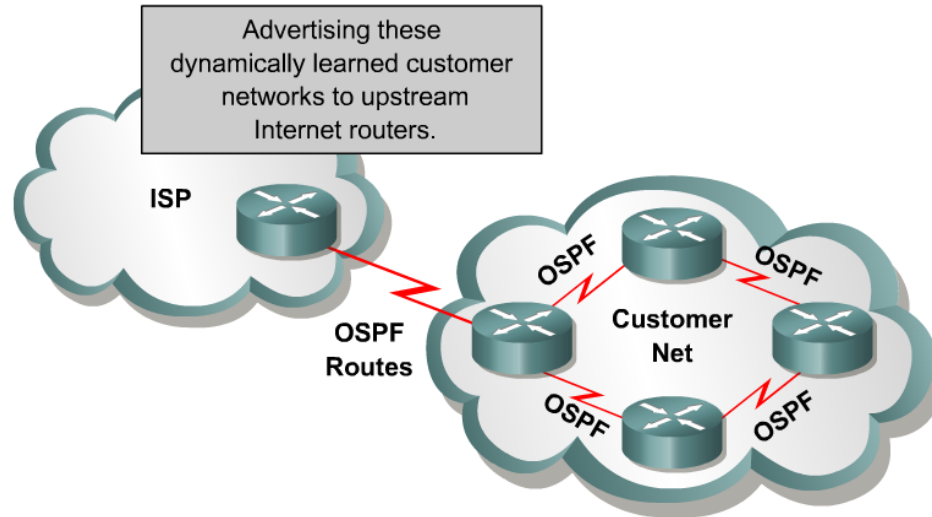 Advertising these
dynamically learned customer
networks to upstream
Internet routers.
ISP
OSPF
OSPF
OSPF
Routes
Customer
Net
OSPF
OSPF